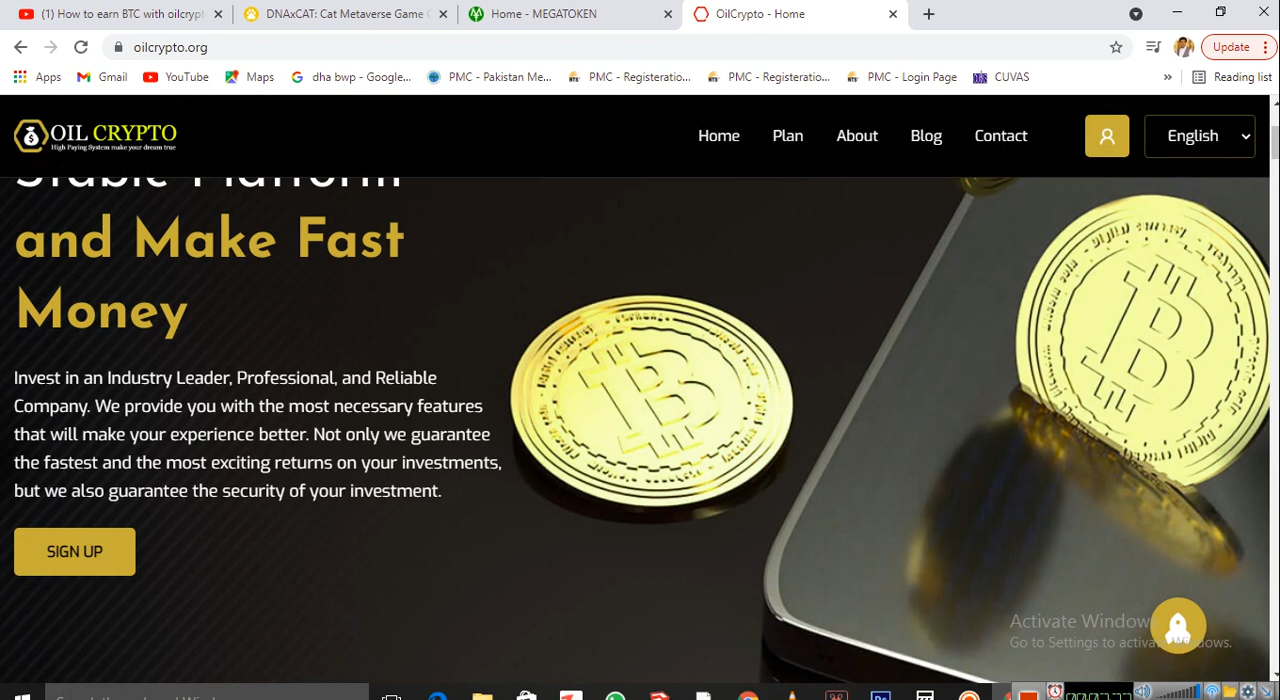 (1) How to earn BTC with oilcrypt
DNAxCAT: Cat Metaverse Game
Home - MEGATOKEN
OilCrypto - Home
oilcrypto.org
Update
Apps
Gmail
YouTube
Maps
dha bwp - Google...
PMC - Pakistan Me...
PMC - Registeratio...
PMC - Registeratio...
PMC - Login Page
CUVAS
»
Reading list
OIL CRYPTO
High Paying System make your dream true
Home
Plan
About
Blog
Contact
English
Stable Platform
and Make Fast
Money
Invest in an Industry Leader, Professional, and Reliable
Company. We provide you with the most necessary features
that will make your experience better. Not only we guarantee
the fastest and the most exciting returns on your investments,
but we also guarantee the security of your investment.
SIGN UP
Activate Windows
Go to Settings to activate Windows.